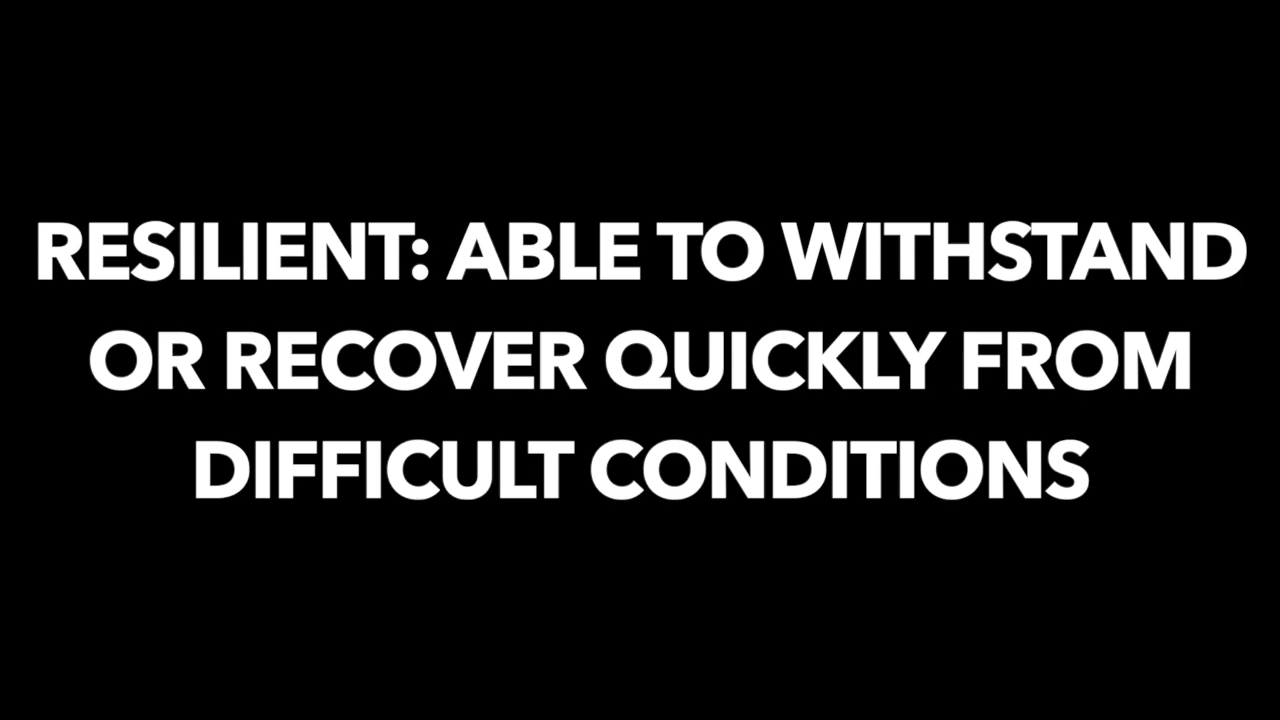 RESILIENT: ABLE TO WITHSTAND
OR RECOVER QUICKLY FROM
DIFFICULT CONDITIONS